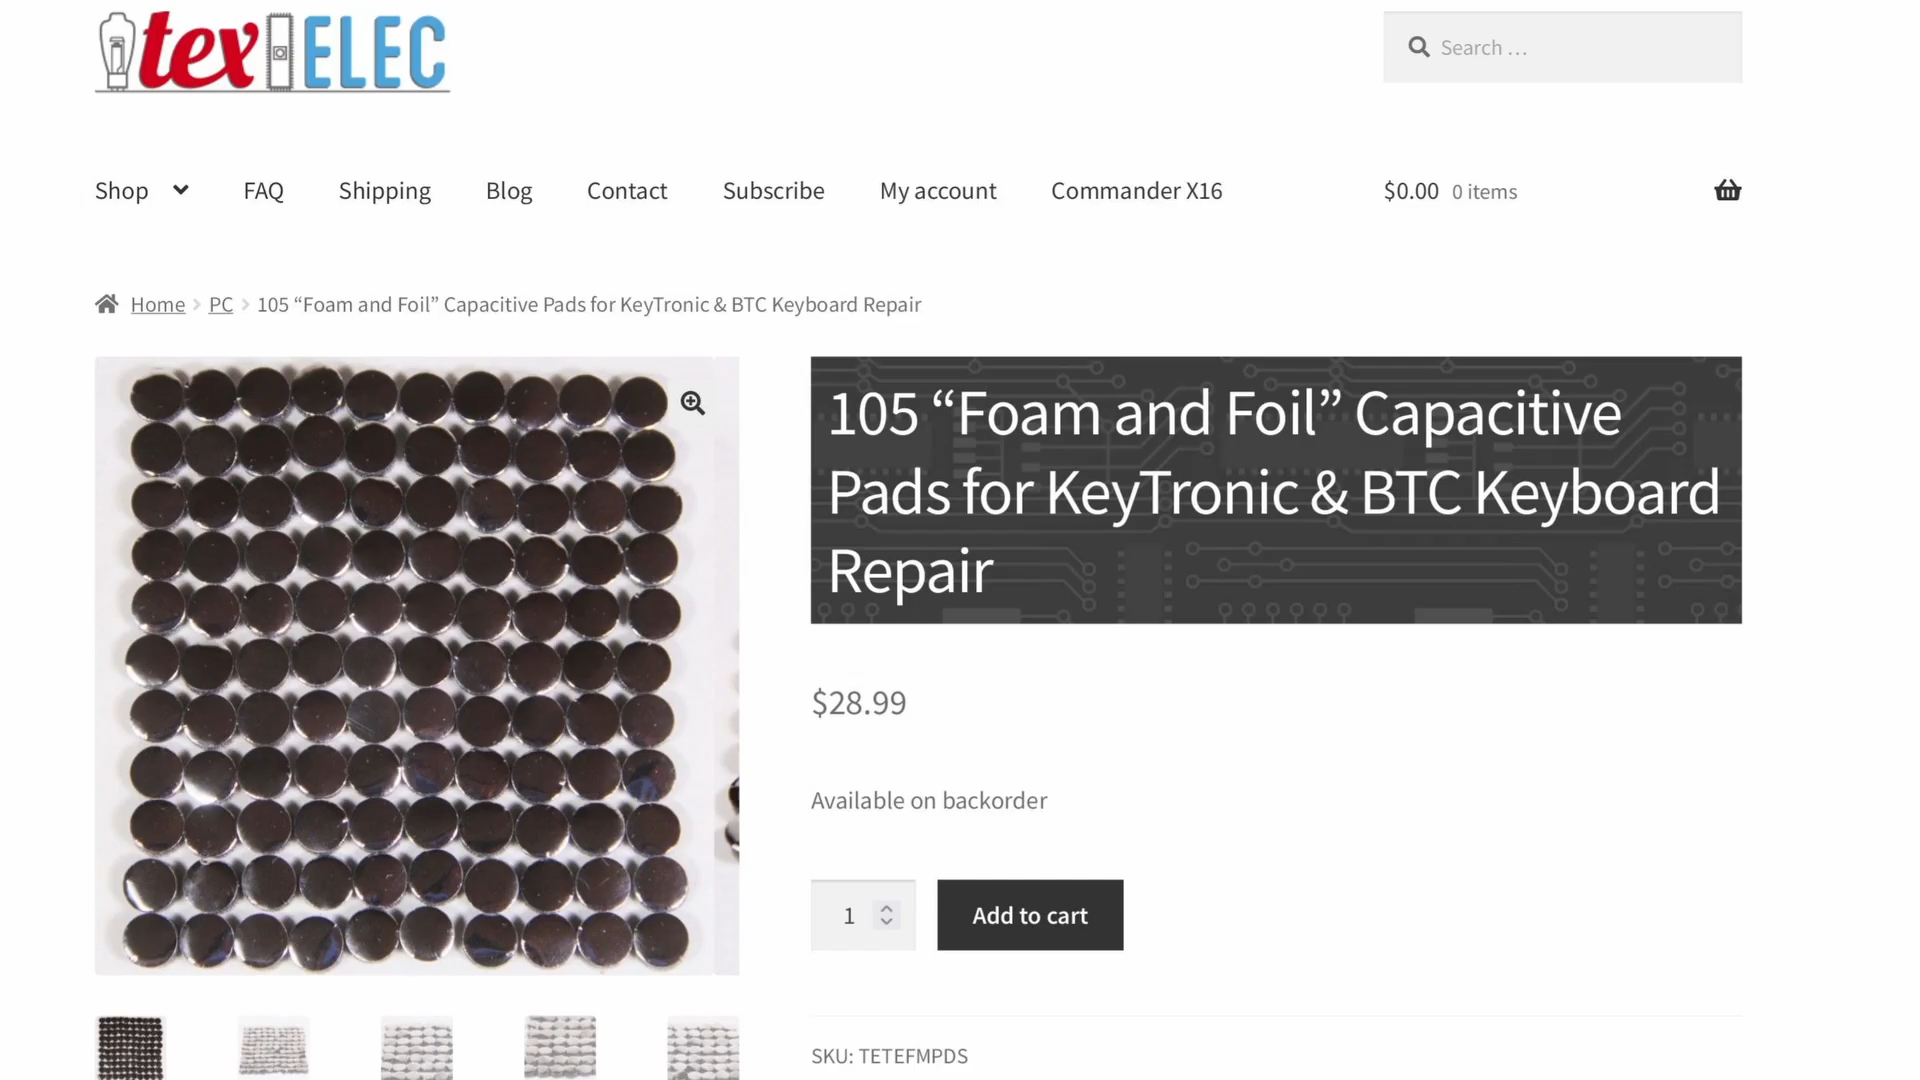 tex ELEC
Search …
Shop FAQ Shipping Blog Contact Subscribe My account Commander X16 $0.00 0 items
Home PC 105 “Foam and Foil” Capacitive Pads for KeyTronic & BTC Keyboard Repair
105 “Foam and Foil” Capacitive
Pads for KeyTronic & BTC Keyboard
Repair
$28.99
Available on backorder
1 Add to cart
SKU: TETEFMPDS